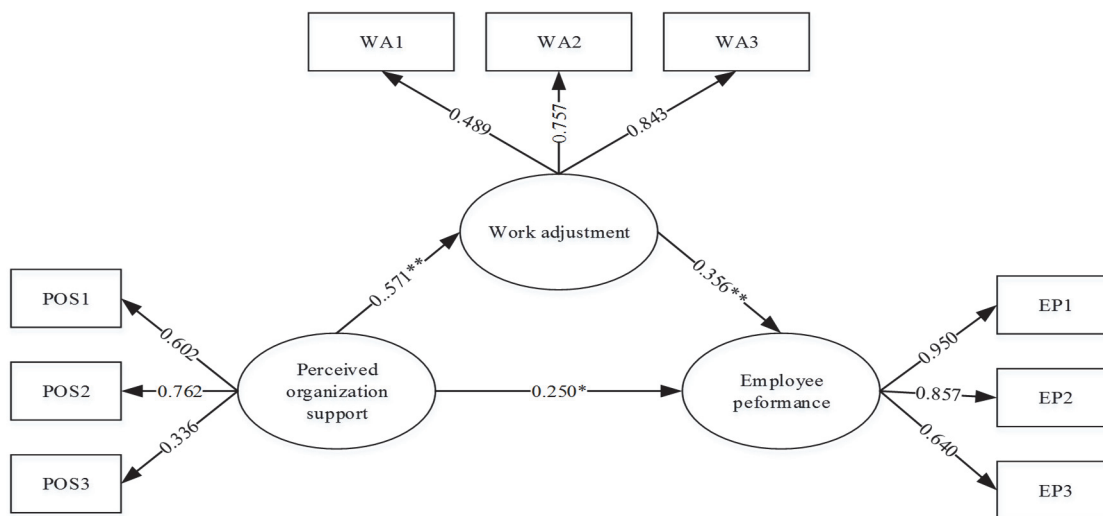 WA1
WA2
WA3
0.489
0.757
0.843
Work adjustment
0..571**
0.356**
POS1
POS2
POS3
0.602
0.762
0.336
Perceived
organization
support
0.250*
Employee
peformance
0.950
0.857
0.640
EP1
EP2
EP3